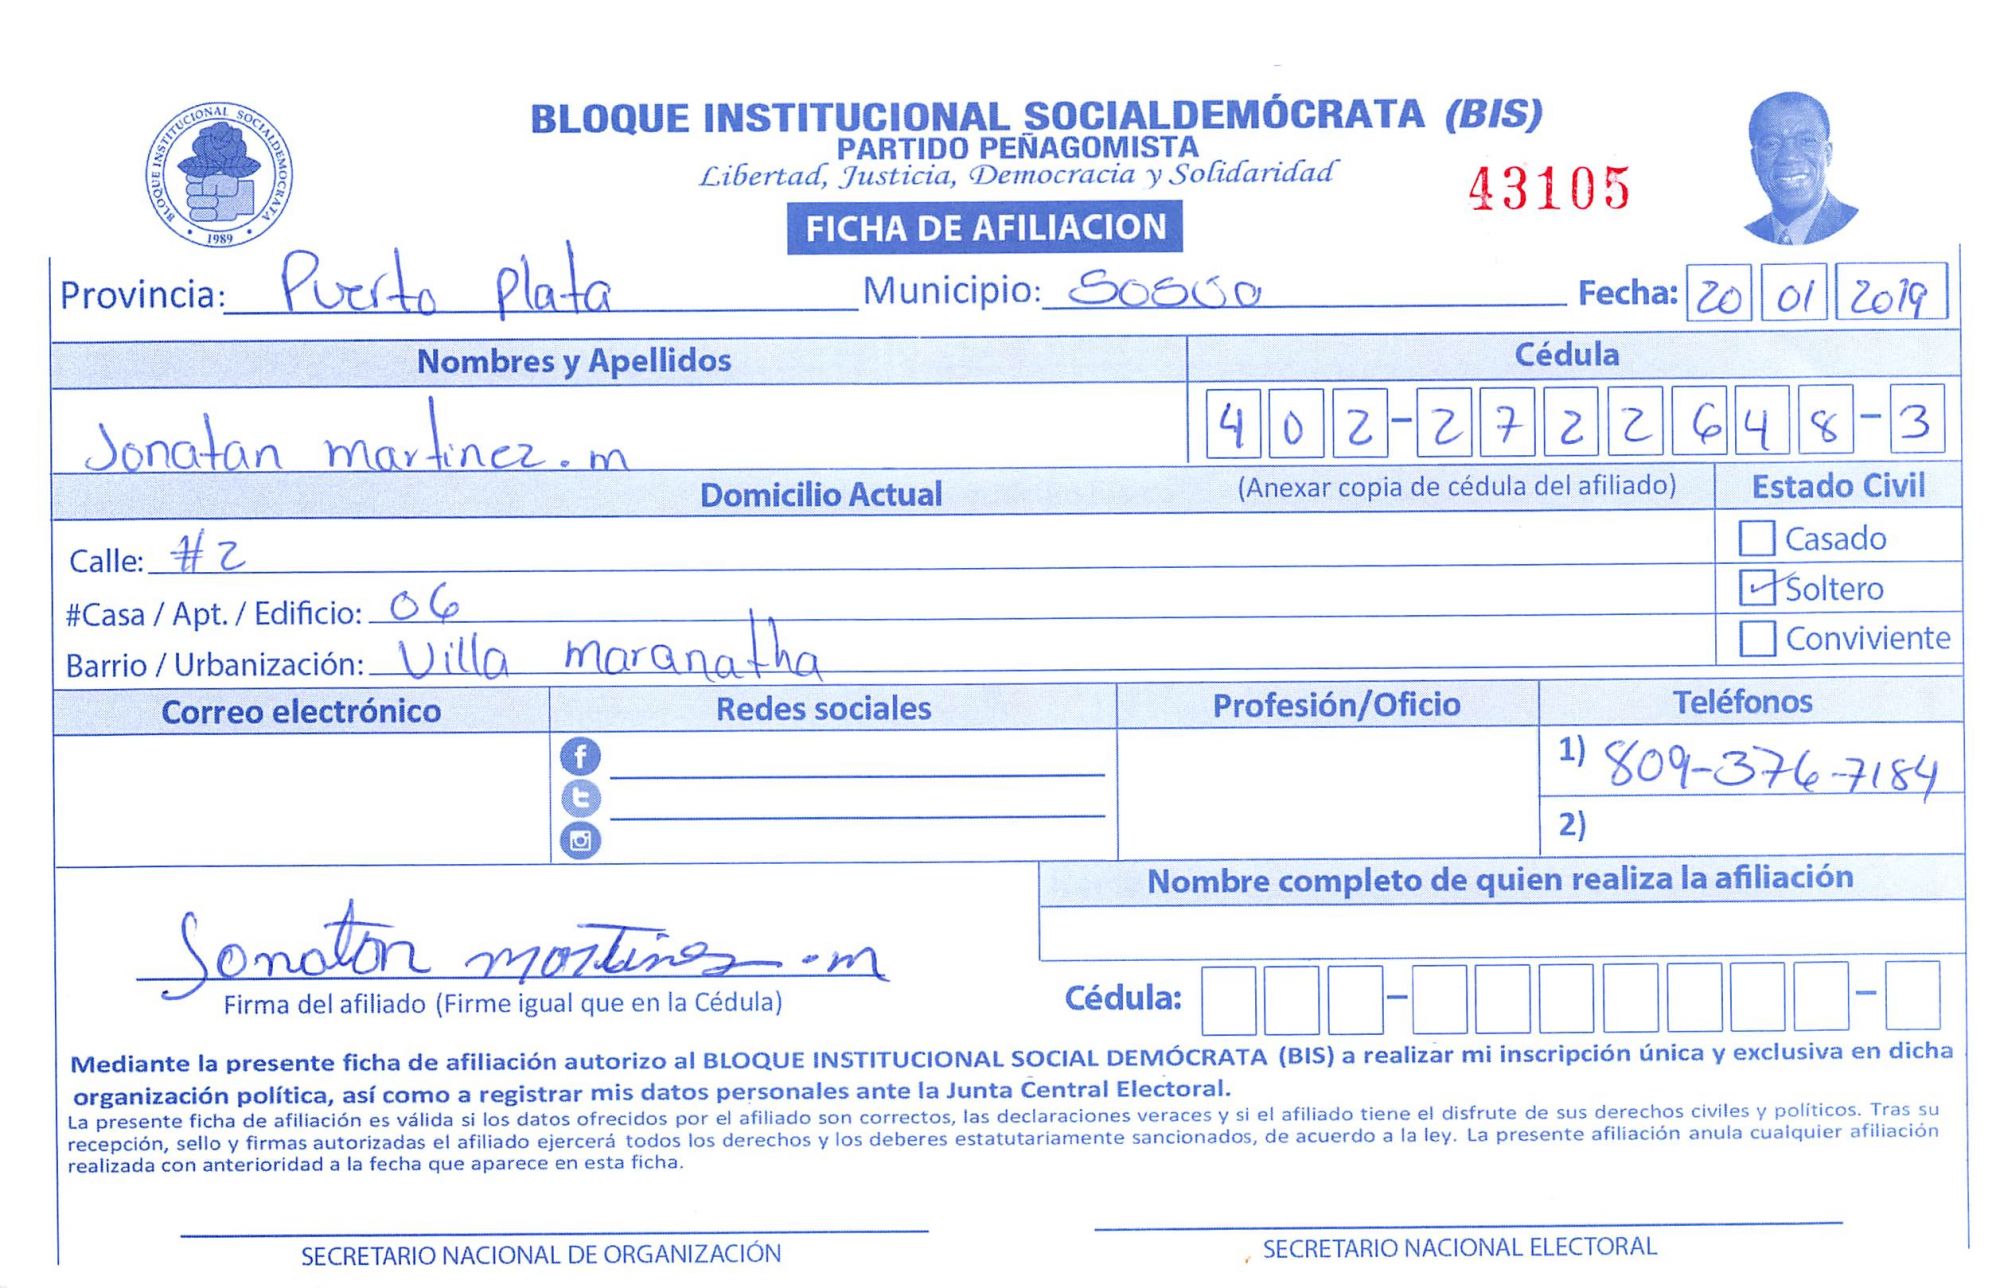 BLOQUE INSTITUCIONAL SOCIALDEMOCRATA
1989
BLOQUE INSTITUCIONAL SOCIALDEMÓCRATA (BIS)
PARTIDO PEÑAGOMISTA
Libertad, Justicia, Democracia y Solidaridad
43105
FICHA DE AFILIACION
Provincia: Puerto Plata Municipio: Sosua Fecha: 20 01 2019
Nombres y Apellidos Cédula
Jonatan martinez.m 402-2722648-3
Domicilio Actual (Anexar copia de cédula del afiliado) Estado Civil
Calle: #2 Casado
#Casa / Apt. / Edificio: 06 Soltero
Barrio / Urbanización: Villa maranatha Conviviente
Correo electrónico Redes sociales Profesión/Oficio Teléfonos
1) 809-376-7184
2)
Nombre completo de quien realiza la afiliación
Jonatan martinez.m
Firma del afiliado (Firme igual que en la Cédula) Cédula: - -
Mediante la presente ficha de afiliación autorizo al BLOQUE INSTITUCIONAL SOCIAL DEMÓCRATA (BIS) a realizar mi inscripción única y exclusiva en dicha
organización política, así como a registrar mis datos personales ante la Junta Central Electoral.
La presente ficha de afiliación es válida si los datos ofrecidos por el afiliado son correctos, las declaraciones veraces y si el afiliado tiene el disfrute de sus derechos civiles y políticos. Tras su
recepción, sello y firmas autorizadas el afiliado ejercerá todos los derechos y los deberes estatutariamente sancionados, de acuerdo a la ley. La presente afiliación anula cualquier afiliación
realizada con anterioridad a la fecha que aparece en esta ficha.
SECRETARIO NACIONAL DE ORGANIZACIÓN SECRETARIO NACIONAL ELECTORAL